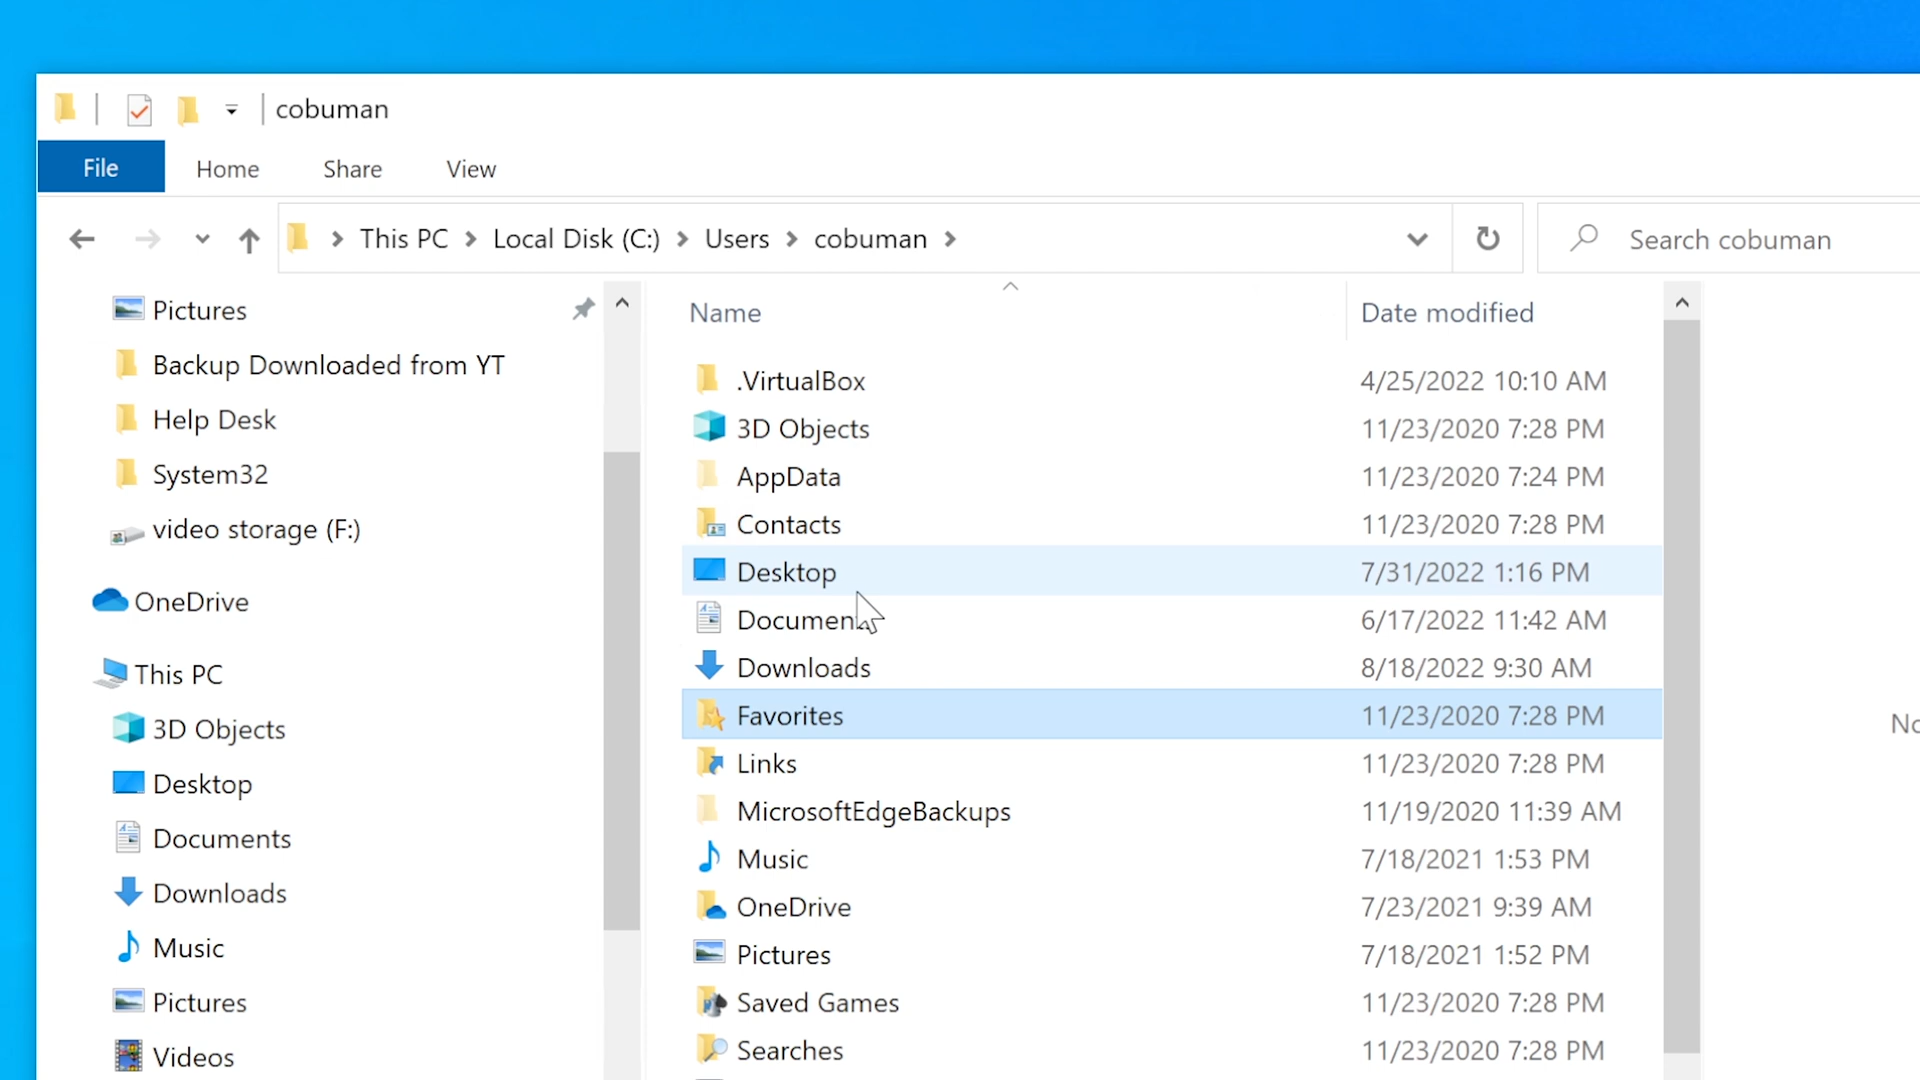 cobuman
File Home Share View
This PC Local Disk (C:) Users cobuman
Search cobuman
Pictures
Backup Downloaded from YT
Help Desk
System32
video storage (F:)
OneDrive
This PC
3D Objects
Desktop
Documents
Downloads
Music
Pictures
Videos
Name Date modified
.VirtualBox 4/25/2022 10:10 AM
3D Objects 11/23/2020 7:28 PM
AppData 11/23/2020 7:24 PM
Contacts 11/23/2020 7:28 PM
Desktop 7/31/2022 1:16 PM
Documents 6/17/2022 11:42 AM
Downloads 8/18/2022 9:30 AM
Favorites 11/23/2020 7:28 PM
Links 11/23/2020 7:28 PM
MicrosoftEdgeBackups 11/19/2020 11:39 AM
Music 7/18/2021 1:53 PM
OneDrive 7/23/2021 9:39 AM
Pictures 7/18/2021 1:52 PM
Saved Games 11/23/2020 7:28 PM
Searches 11/23/2020 7:28 PM